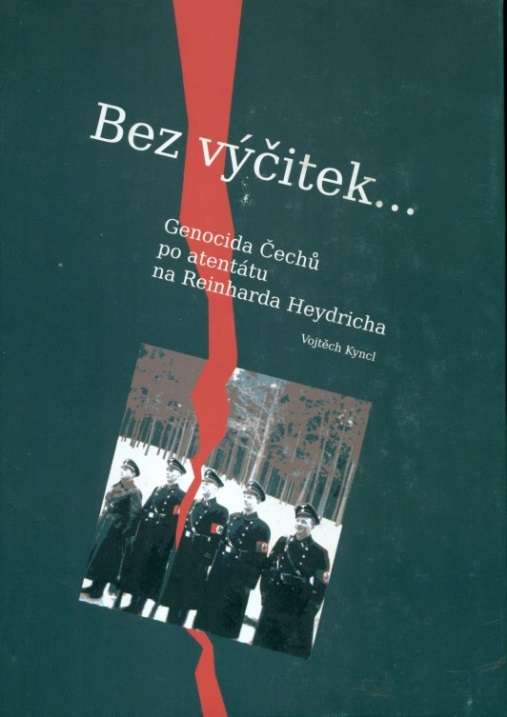 Bez výčitek...
Genocida Čechů
po atentátu
na Reinharda Heydricha
Vojtěch Kyncl